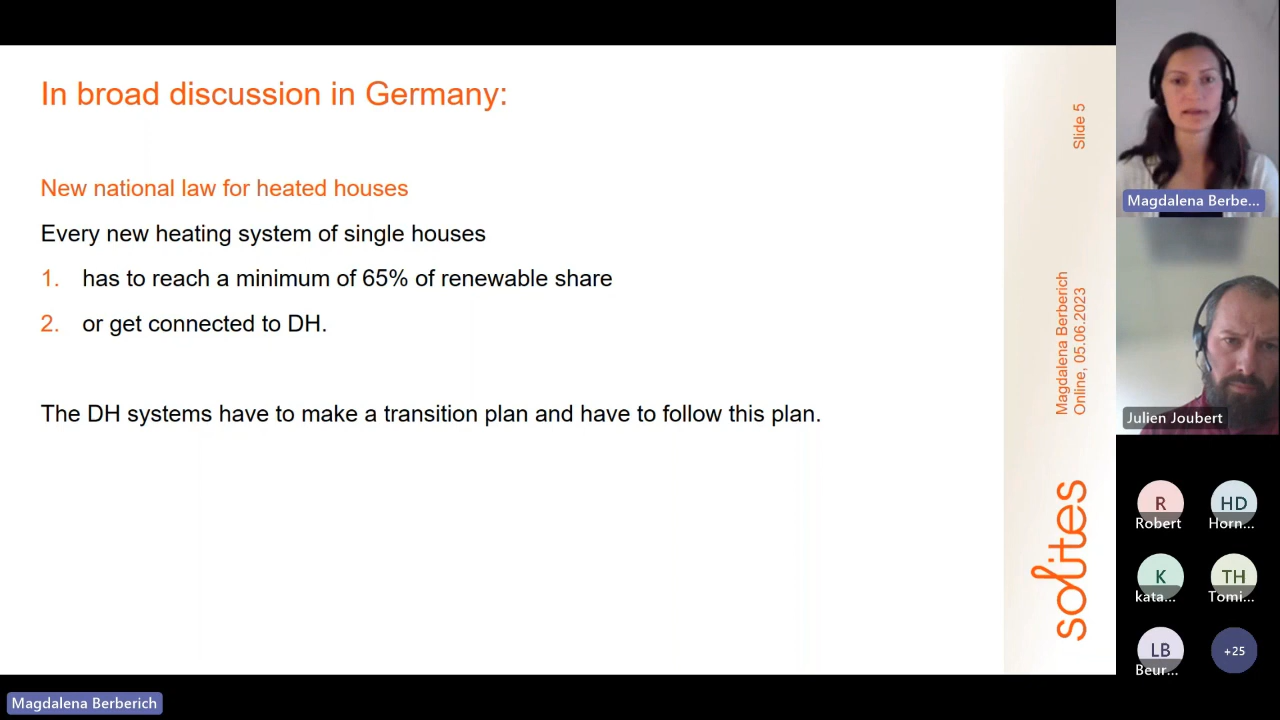 In broad discussion in Germany:
New national law for heated houses
Every new heating system of single houses
1. has to reach a minimum of 65% of renewable share
2. or get connected to DH.
The DH systems have to make a transition plan and have to follow this plan.
Slide 5
Magdalena Berberich
Online, 05.06.2023
solites
Magdalena Berbe...
Julien Joubert
R
Robert
HD
Horn...
K
kata...
TH
Tomi...
LB
Beur...
+25
Magdalena Berberich